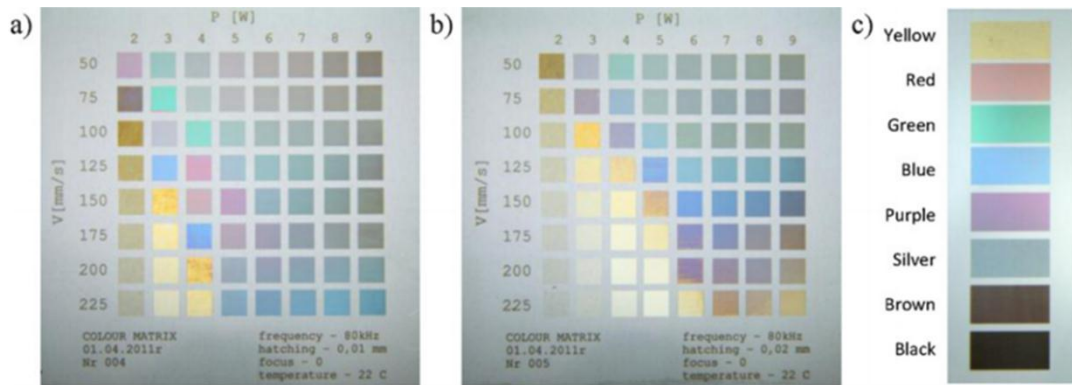 a)
P [W]
2 3 4 5 6 7 8 9
50
75
100
125
150
175
200
225
V[mm/s]
COLOUR MATRIX
01.04.2011r
Nr 004
frequency - 80kHz
hatching - 0,01 mm
focus - 0
temperature - 22 C
b)
P [W]
2 3 4 5 6 7 8 9
50
75
100
125
150
175
200
225
V[mm/s]
COLOUR MATRIX
01.04.2011r
Nr 005
frequency - 80kHz
hatching - 0,02 mm
focus - 0
temperature - 22 C
c)
Yellow
Red
Green
Blue
Purple
Silver
Brown
Black